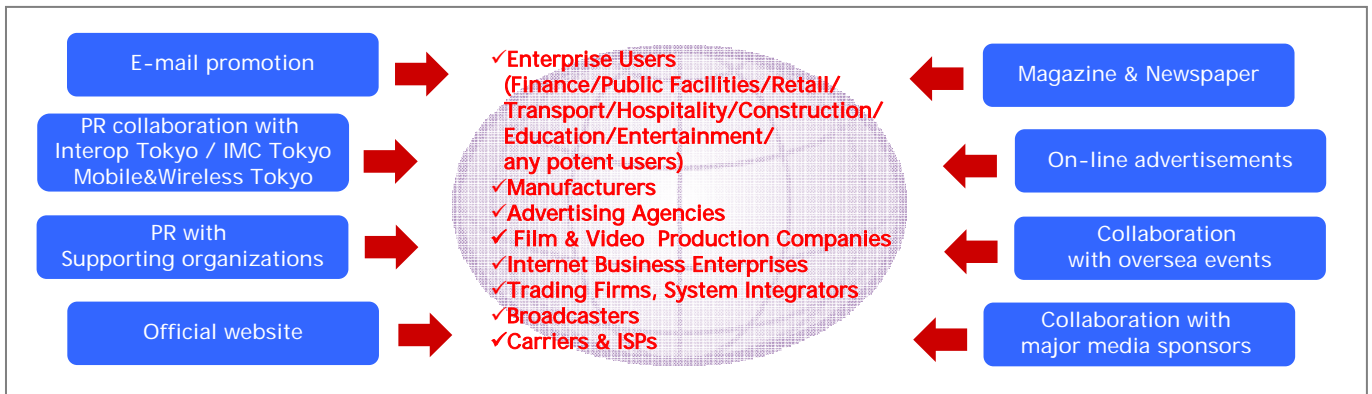 E-mail promotion
PR collaboration with
Interop Tokyo / IMC Tokyo
Mobile&Wireless Tokyo
PR with
Supporting organizations
Official website
✓Enterprise Users
(Finance/Public Facilities/Retail/
Transport/Hospitality/Construction/
Education/Entertainment/
any potent users)
✓Manufacturers
✓Advertising Agencies
✓ Film & Video Production Companies
✓Internet Business Enterprises
✓Trading Firms, System Integrators
✓Broadcasters
✓Carriers & ISPs
Magazine & Newspaper
On-line advertisements
Collaboration
with oversea events
Collaboration with
major media sponsors